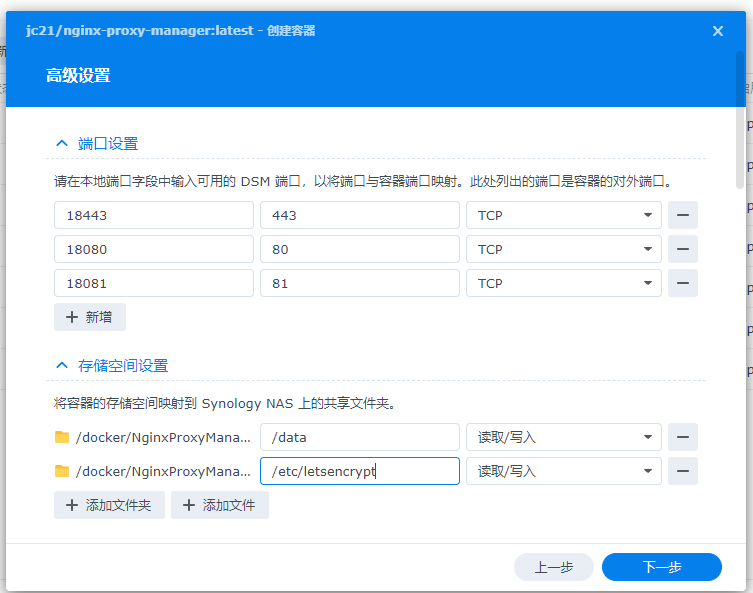 jc21/nginx-proxy-manager:latest - 创建容器
高级设置
端口设置
请在本地端口字段中输入可用的 DSM 端口，以将端口与容器端口映射。此处列出的端口是容器的对外端口。
18443 443 TCP
18080 80 TCP
18081 81 TCP
新增
存储空间设置
将容器的存储空间映射到 Synology NAS 上的共享文件夹。
/docker/NginxProxyMana... /data 读取/写入
/docker/NginxProxyMana... /etc/letsencrypt 读取/写入
添加文件夹 添加文件
上一步 下一步